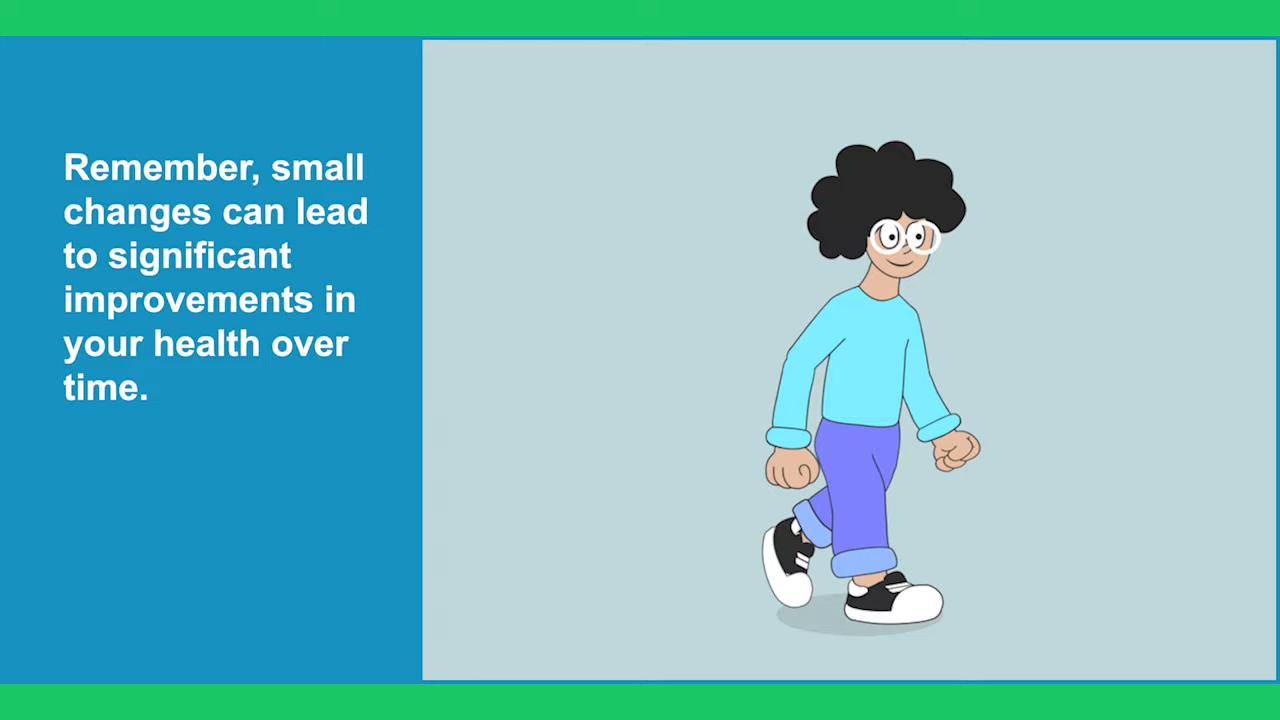 Remember, small
changes can lead
to significant
improvements in
your health over
time.